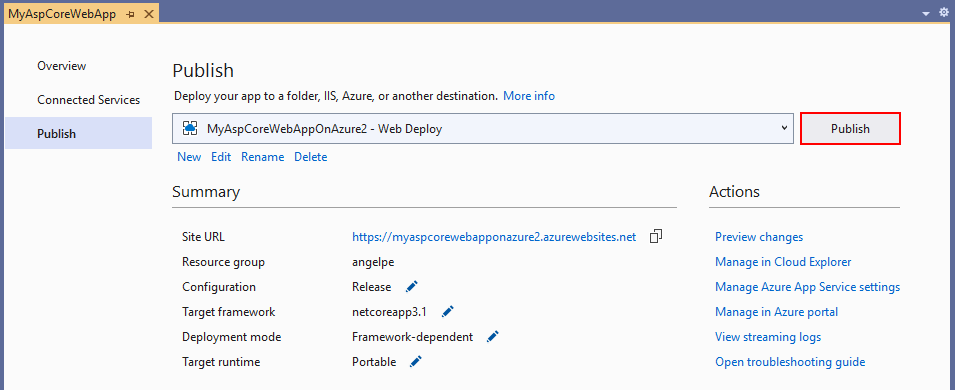 MyAspCoreWebApp
Overview
Connected Services
Publish
Publish
Deploy your app to a folder, IIS, Azure, or another destination. More info
MyAspCoreWebAppOnAzure2 - Web Deploy
Publish
New Edit Rename Delete
Summary
Site URL https://myaspcorewebapponazure2.azurewebsites.net
Resource group angelpe
Configuration Release
Target framework netcoreapp3.1
Deployment mode Framework-dependent
Target runtime Portable
Actions
Preview changes
Manage in Cloud Explorer
Manage Azure App Service settings
Manage in Azure portal
View streaming logs
Open troubleshooting guide